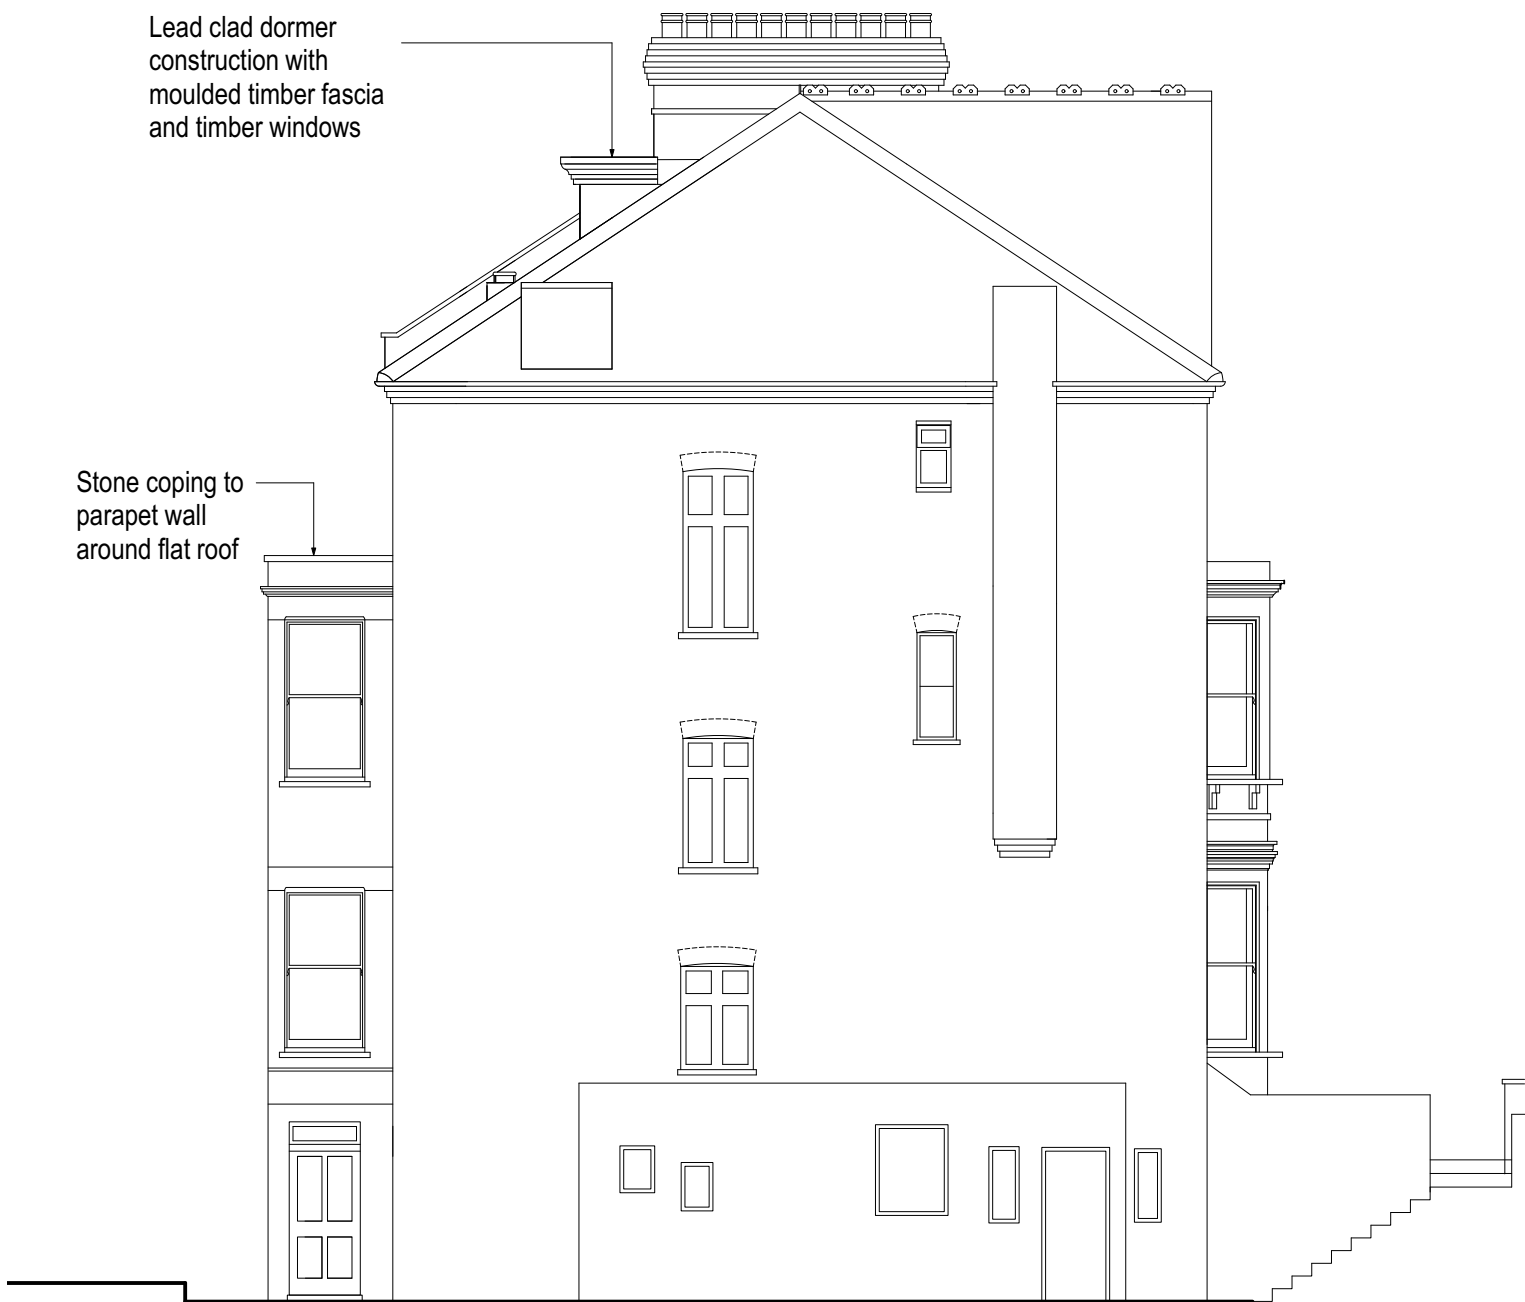 Lead clad dormer
construction with
moulded timber fascia
and timber windows
Stone coping to
parapet wall
around flat roof